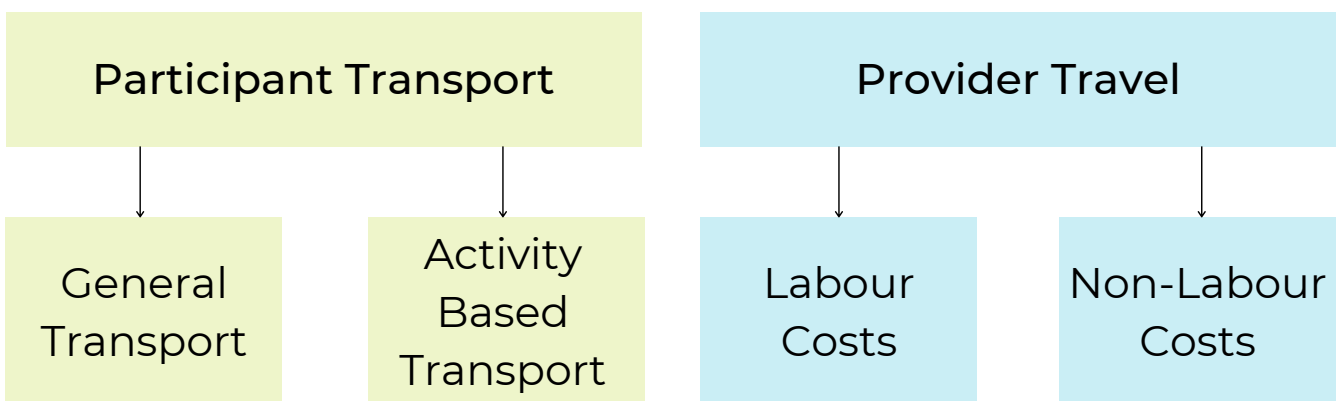 Participant Transport
Provider Travel
General
Transport
Activity
Based
Transport
Labour
Costs
Non-Labour
Costs